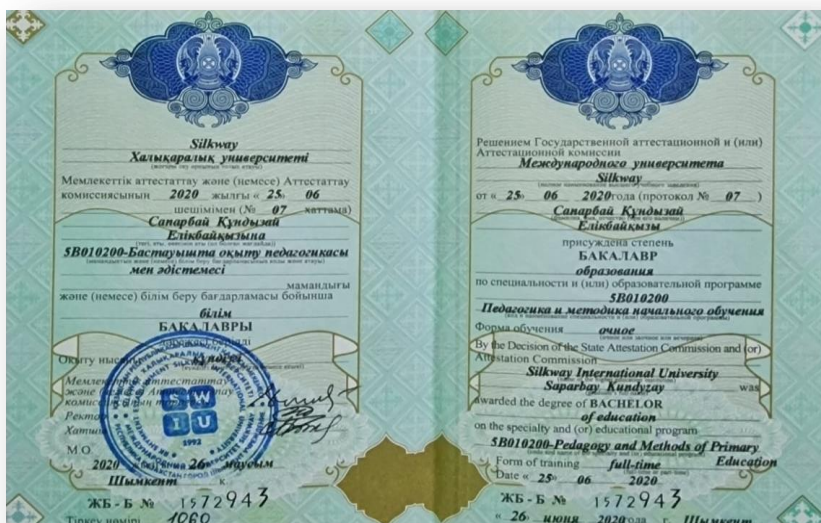 Silkway
Халықаралық университеті
Мемлекеттік аттестаттау және (немесе) Аттестаттау
комиссиясының 2020 жылғы « 25» 06
шешімімен (№ 07 хаттама)
Сапарбай Құндызай
Елікбайқызына
5В010200-Бастауышта оқыту педагогикасы
мен әдістемесі
мамандығы
және (немесе) білім беру бағдарламасы бойынша
білім
БАКАЛАВРЫ
Оқыту
күндізгі
Ректор
М О
2020 26 маусым
Шымкент қ
ЖБ - Б № 1572943
Тіркеу нөмірі 1060
SWIU
1992
Решением Государственной аттестационной и (или)
Аттестационной комиссии
Международного университета
Silkway
от « 25» 06 2020года (протокол № 07 )
Сапарбай Құндызай
Елікбайқызы
присуждена степень
БАКАЛАВР
образования
по специальности и (или) образовательной программе
5В010200
Педагогика и методика начального обучения
Форма обучения очное
By the Decision of the State Attestation Commission and (or)
Attestation Commission
Silkway International University
Saparbay Kundyzay was
awarded the degree of BACHELOR
of education
on the specialty and (or) educational program
5B010200-Pedagogy and Methods of Primary
Education
Form of training full-time
Date « 25» 06 2020
ЖБ - Б № 1572943
« 26» июня 2020года г. Шымкент